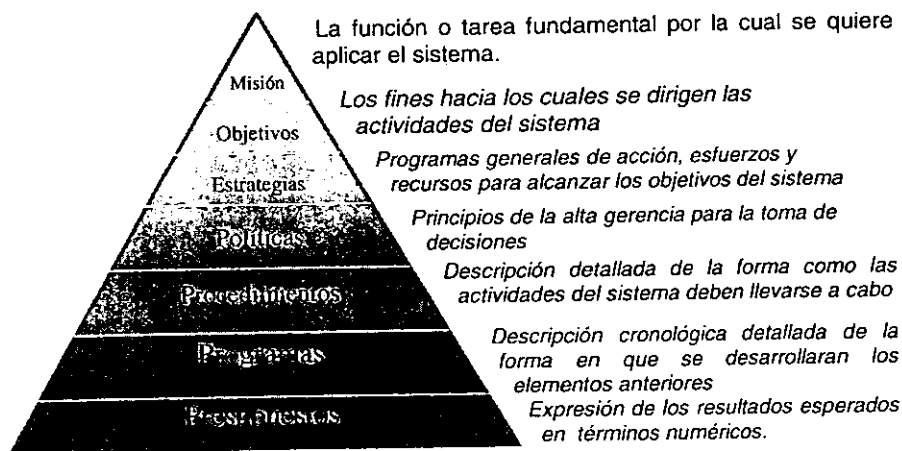 La función o tarea fundamental por la cual se quiere
aplicar el sistema.
Misión
Los fines hacia los cuales se dirigen las
actividades del sistema
Objetivos
Programas generales de acción, esfuerzos y
recursos para alcanzar los objetivos del sistema
Estrategias
Principios de la alta gerencia para la toma de
decisiones
Políticas
Descripción detallada de la forma como las
actividades del sistema deben llevarse a cabo
Procedimientos
Descripción cronológica detallada de la
forma en que se desarrollaran los
elementos anteriores
Programas
Expresión de los resultados esperados
en términos numéricos.
Presupuestos